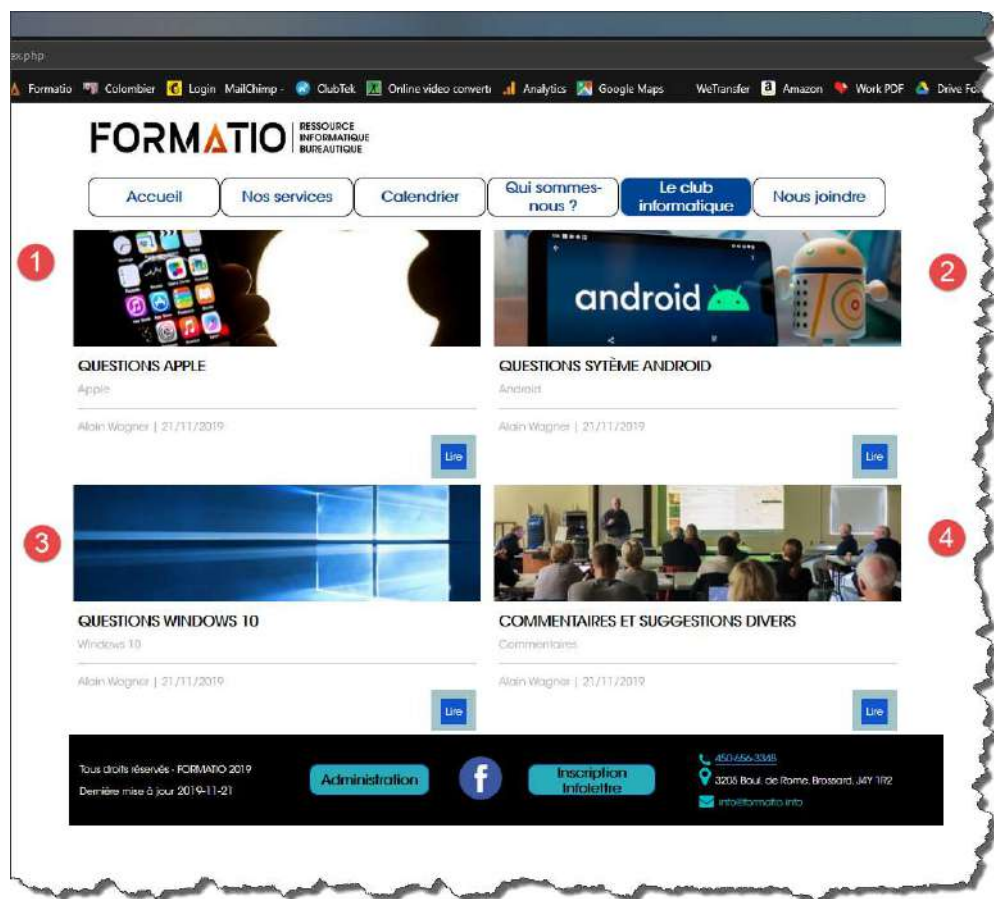 ex.php
Formatio Colombier Login MailChimp - ClubTek Online video converti Analytics Google Maps WeTransfer Amazon Work PDF Drive Fo
FORMATIO
RESSOURCE
INFORMATIQUE
BUREAUTIQUE
Accueil
Nos services
Calendrier
Qui sommes-
nous ?
Le club
informatique
Nous joindre
1
2
android
QUESTIONS APPLE
Apple
Alain Wagner | 21/11/2019
Lire
QUESTIONS SYTÈME ANDROID
Android
Alain Wagner | 21/11/2019
Lire
3
4
QUESTIONS WINDOWS 10
Windows 10
Alain Wagner | 21/11/2019
Lire
COMMENTAIRES ET SUGGESTIONS DIVERS
Commentaires
Alain Wagner | 21/11/2019
Lire
Tous droits réservés - FORMATIO 2019
Dernière mise à jour 2019-11-21
Administration
f
Inscription
Infolettre
450-656-3348
3205 Boul. de Rome, Brossard, J4Y 1R2
info@formatio.info